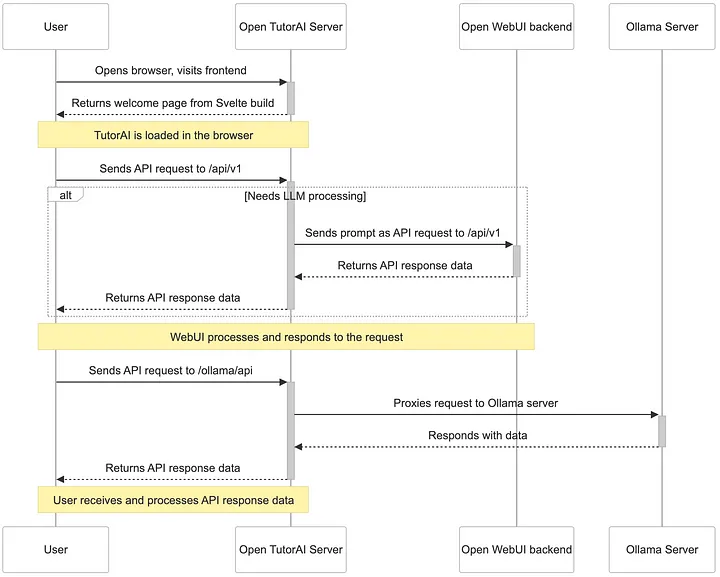 User
Open TutorAI Server
Open WebUI backend
Ollama Server
Opens browser, visits frontend
Returns welcome page from Svelte build
TutorAI is loaded in the browser
Sends API request to /api/v1
alt
[Needs LLM processing]
Sends prompt as API request to /api/v1
Returns API response data
Returns API response data
WebUI processes and responds to the request
Sends API request to /ollama/api
Proxies request to Ollama server
Responds with data
Returns API response data
User receives and processes API response data
User
Open TutorAI Server
Open WebUI backend
Ollama Server